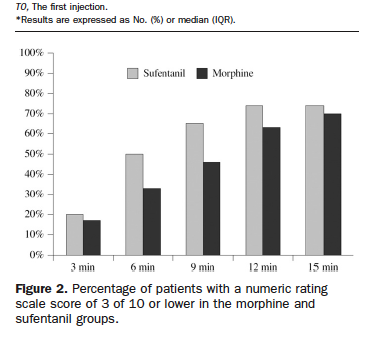 T0, The first injection.
*Results are expressed as No. (%) or median (IQR).
100%
90%
80%
70%
60%
50%
40%
30%
20%
10%
0%
Sufentanil Morphine
3 min 6 min 9 min 12 min 15 min
Figure 2. Percentage of patients with a numeric rating
scale score of 3 of 10 or lower in the morphine and
sufentanil groups.